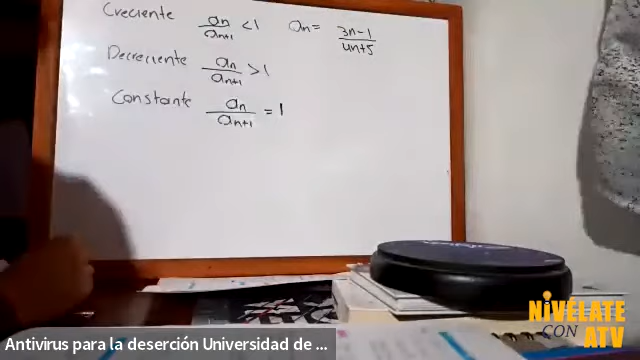 Creciente an/an+1 < 1 an = 3n-1/4n+5
Decreciente an/an+1 > 1
Constante an/an+1 = 1
NiVÉLATE
CON ATV
Antivirus para la deserción Universidad de ...